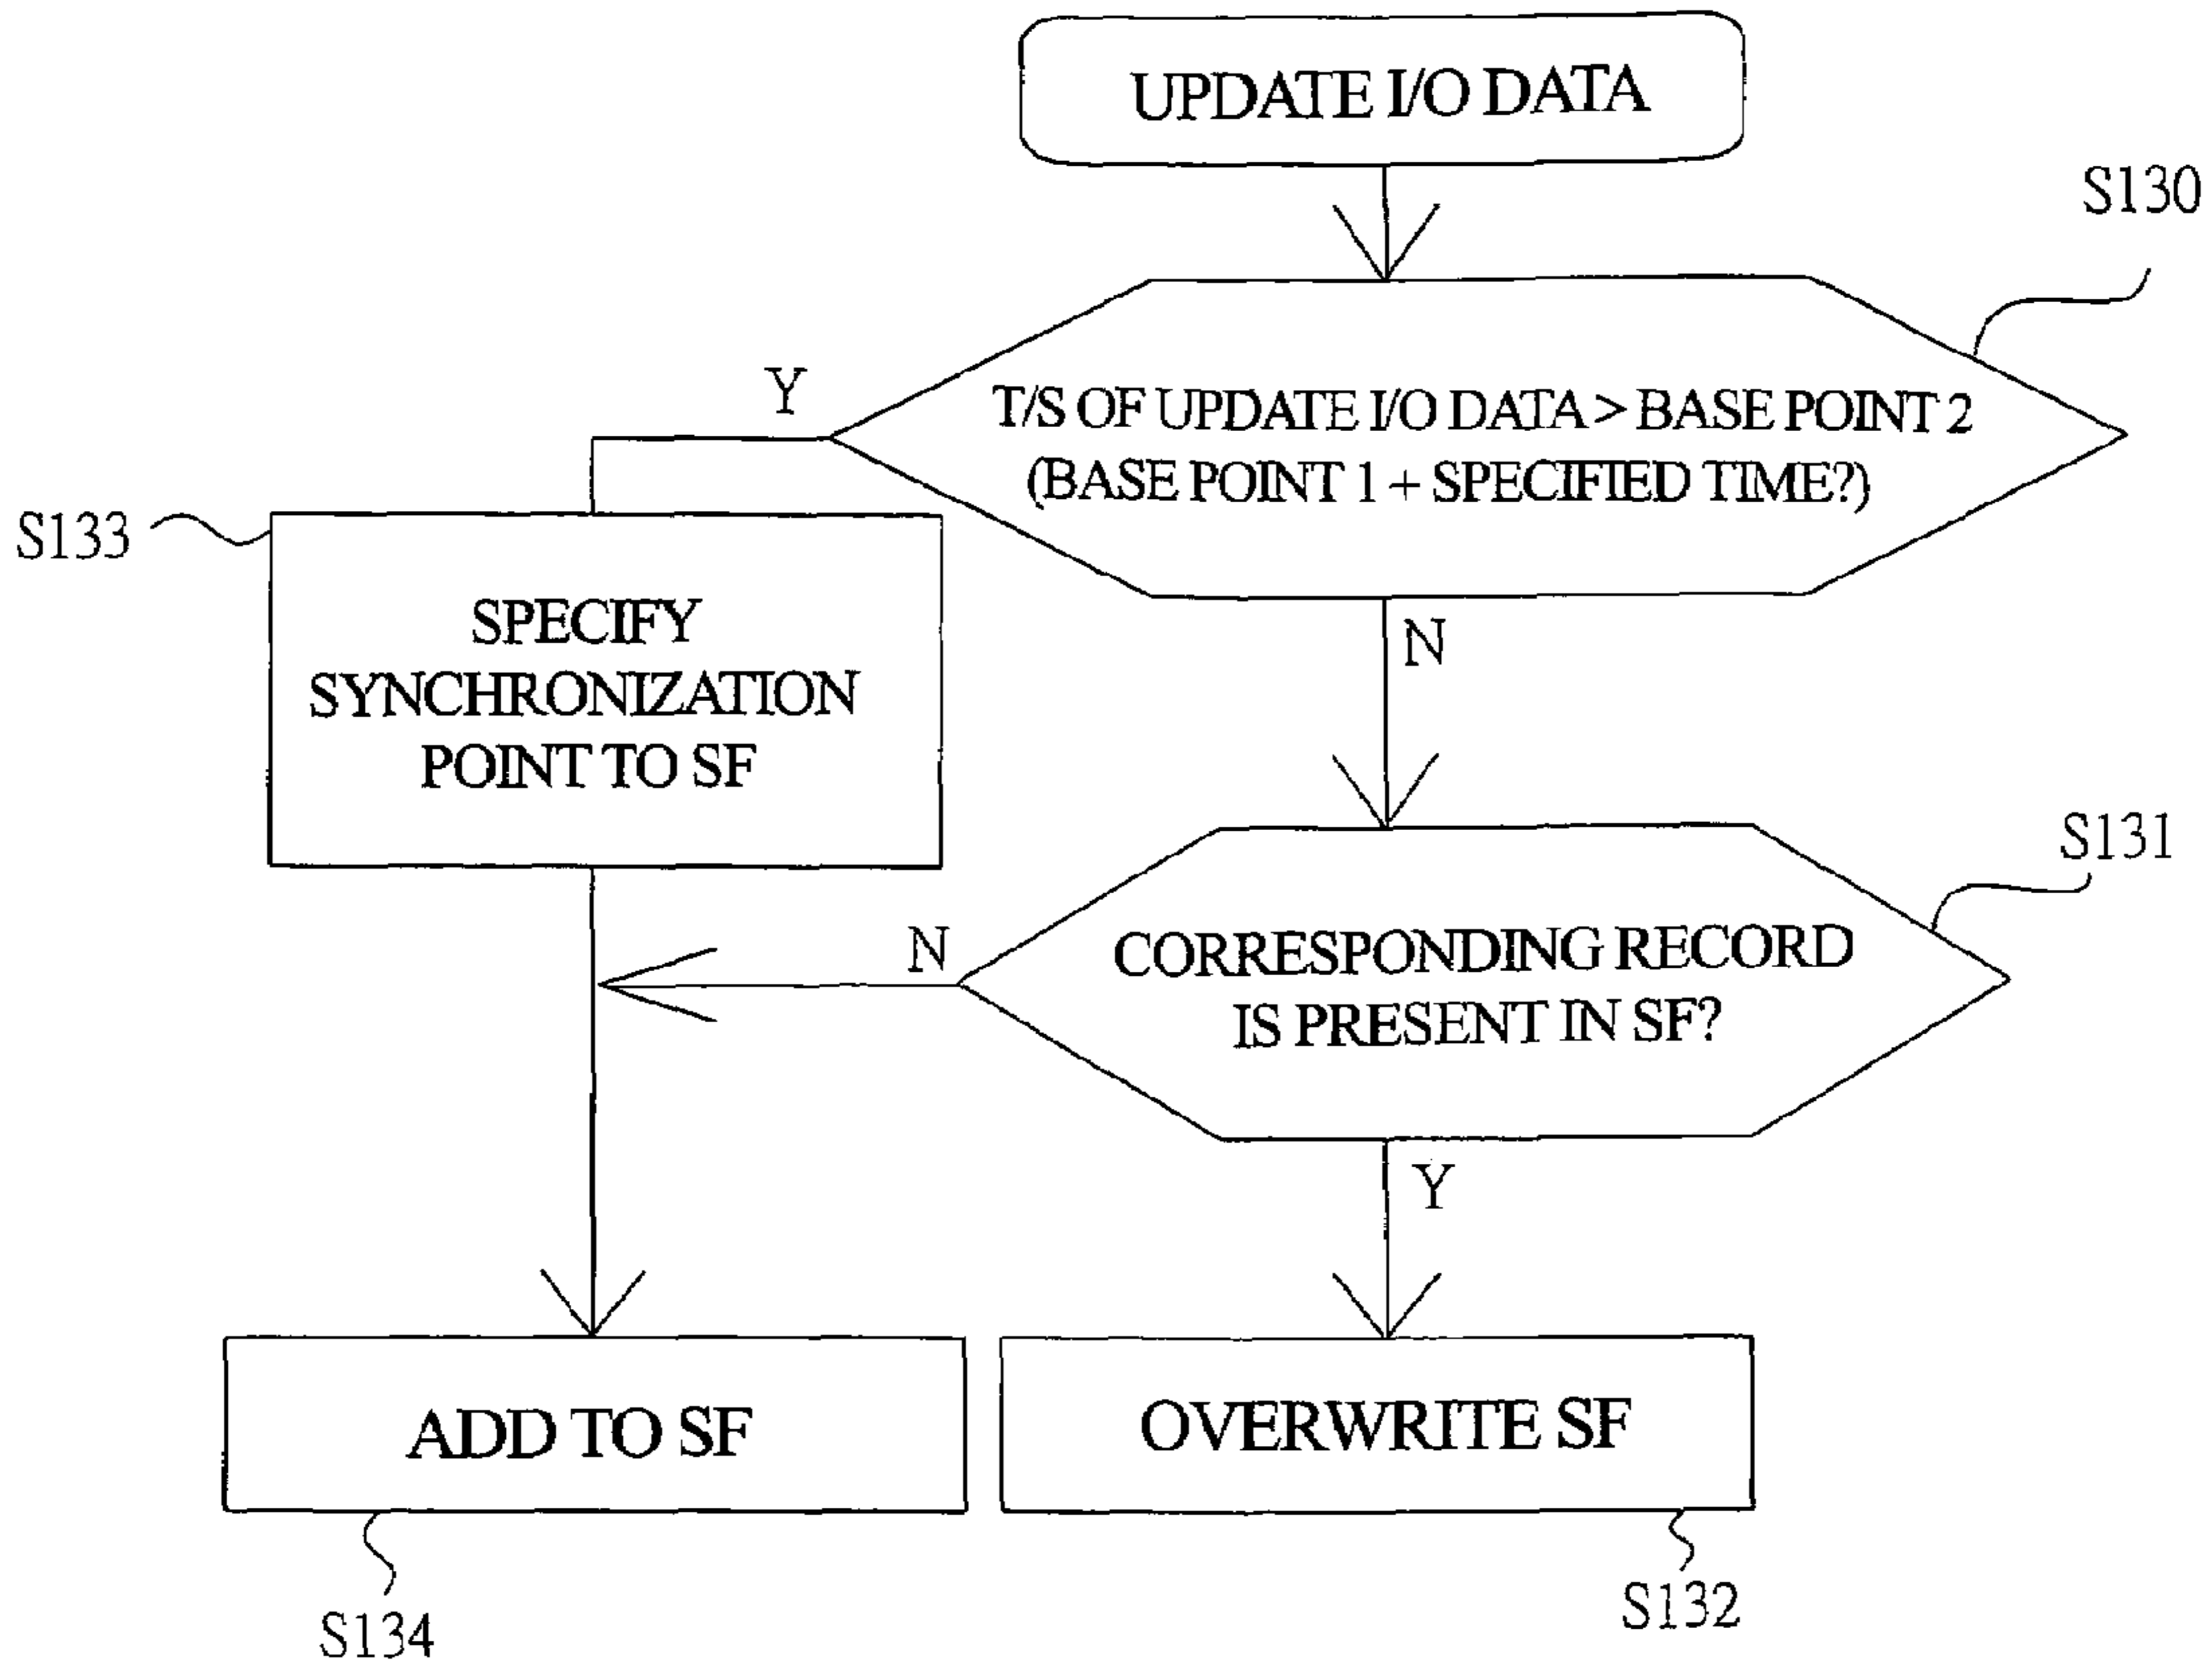 UPDATE I/O DATA
S130
Y
T/S OF UPDATE I/O DATA > BASE POINT 2
(BASE POINT 1 + SPECIFIED TIME?)
S133
SPECIFY
SYNCHRONIZATION
POINT TO SF
N
S131
N
CORRESPONDING RECORD
IS PRESENT IN SF?
Y
ADD TO SF
OVERWRITE SF
S134
S132